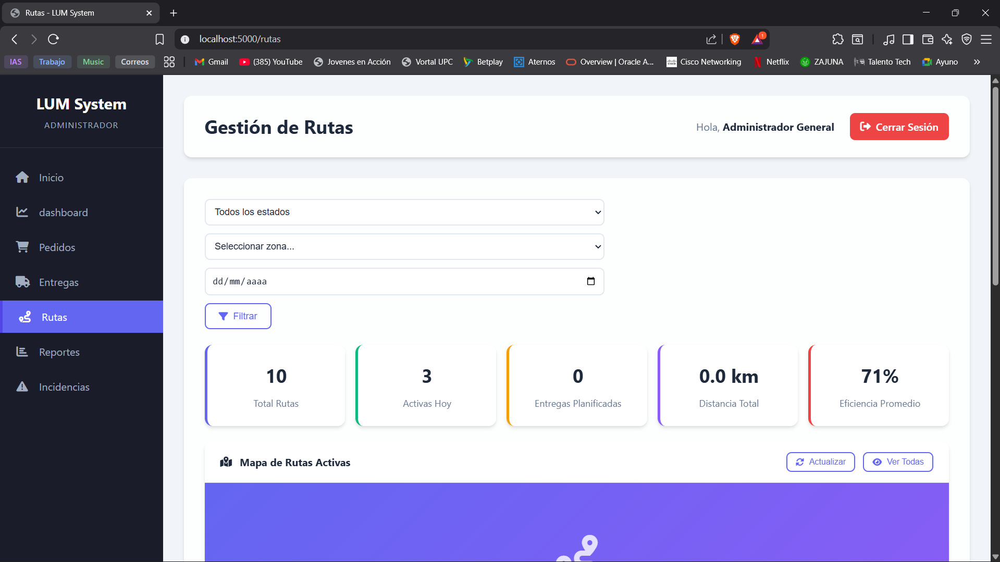 Rutas - LUM System
localhost:5000/rutas
1
IAS
Trabajo
Music
Correos
Gmail
(385) YouTube
Jovenes en Acción
Vortal UPC
Betplay
Aternos
Overview | Oracle A...
Cisco Networking
Netflix
ZAJUNA
Talento Tech
Ayuno
LUM System
ADMINISTRADOR
Inicio
dashboard
Pedidos
Entregas
Rutas
Reportes
Incidencias
Gestión de Rutas
Hola, Administrador General
Cerrar Sesión
Todos los estados
Seleccionar zona...
dd/mm/aaaa
Filtrar
10
Total Rutas
3
Activas Hoy
0
Entregas Planificadas
0.0 km
Distancia Total
71%
Eficiencia Promedio
Mapa de Rutas Activas
Actualizar
Ver Todas